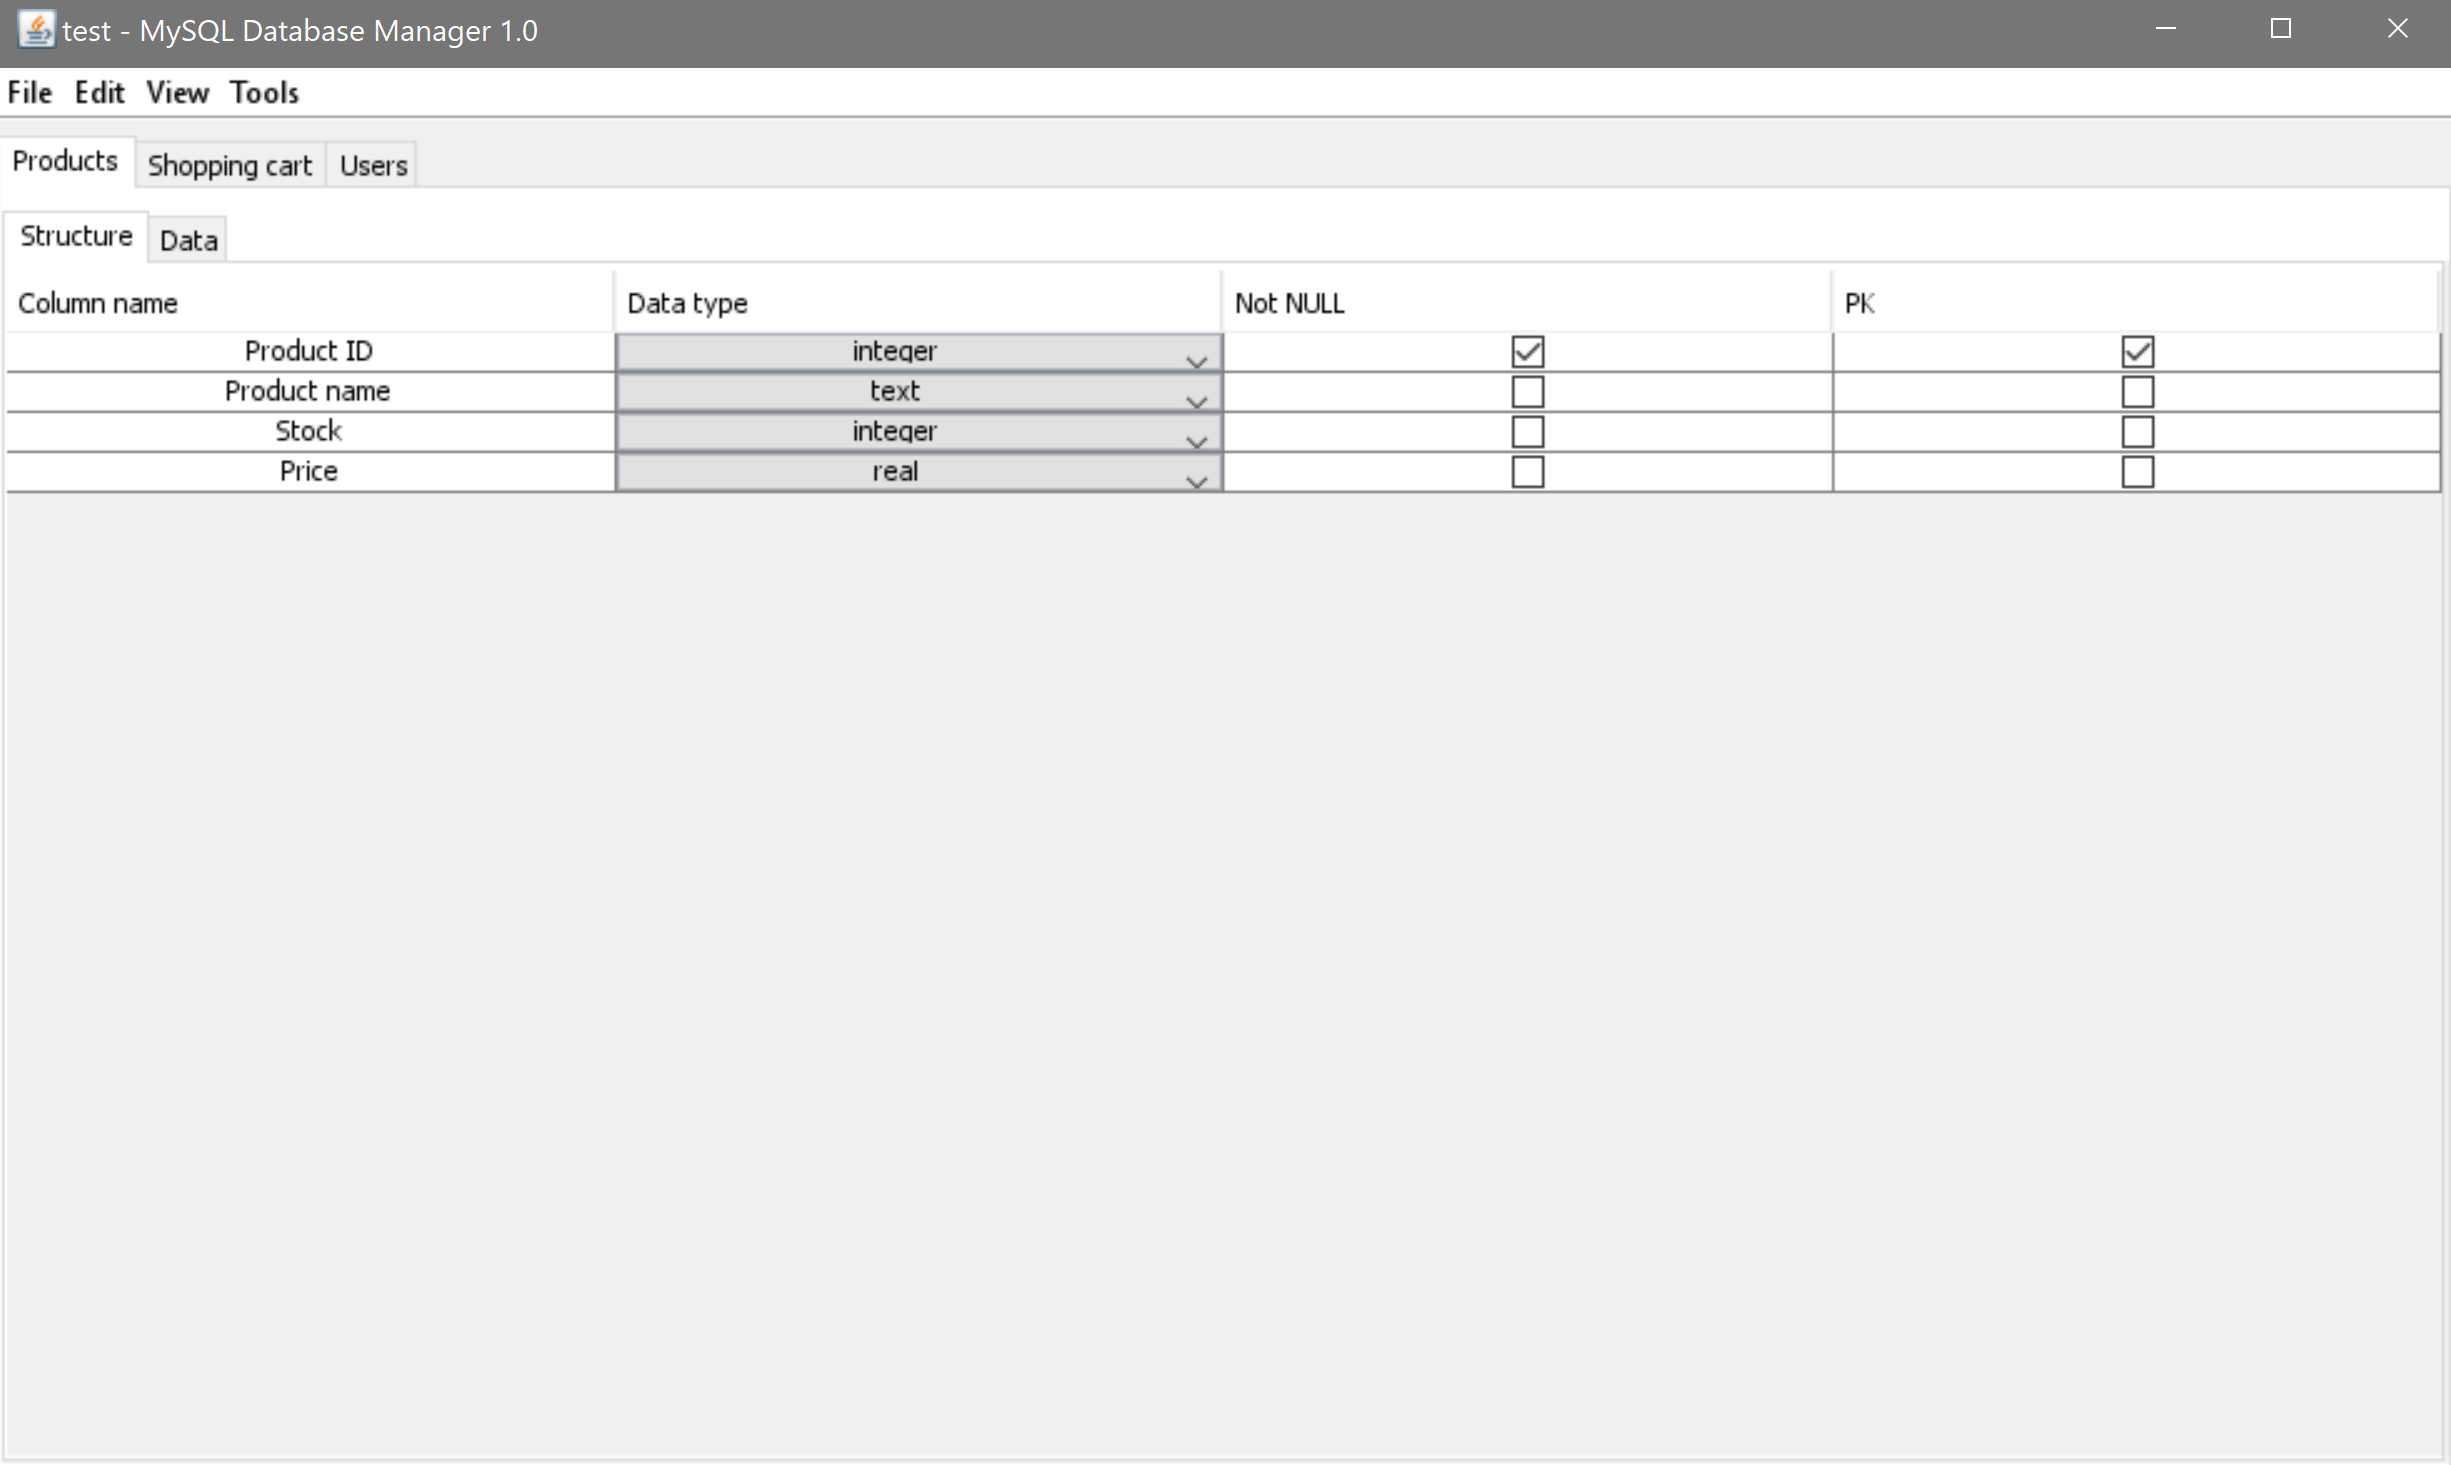 test - MySQL Database Manager 1.0
File Edit View Tools
Products Shopping cart Users
Structure Data
Column name Data type Not NULL PK
Product ID integer
Product name text
Stock integer
Price real